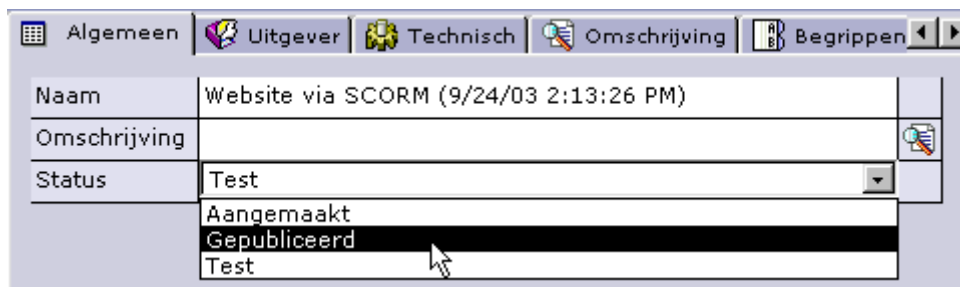 Algemeen Uitgever Technisch Omschrijving Begrippen
Naam Website via SCORM (9/24/03 2:13:26 PM)
Omschrijving
Status Test
Aangemaakt
Gepubliceerd
Test